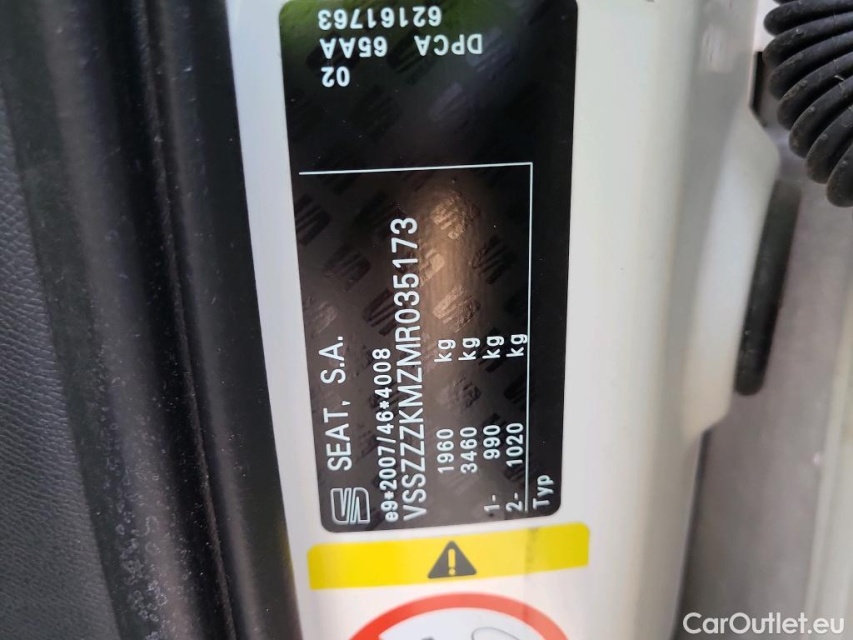 SEAT, S.A.
e9*2007/46*4008
VSSZZZKMZMR035173
1960 kg
3460 kg
1- 990 kg
2- 1020 kg
Typ
DPCA 62161763
65AA
02
CarOutlet.eu